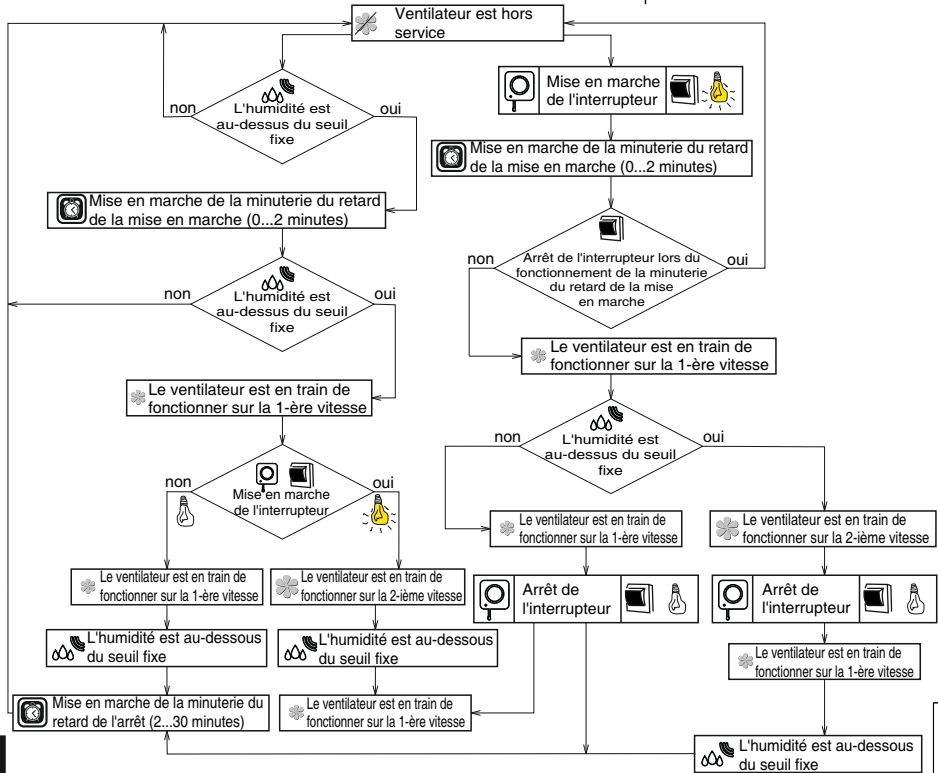 Ventilateur est hors
service
non
L'humidité est
au-dessus du seuil
fixe
oui
Mise en marche de la minuterie du retard
de la mise en marche (0...2 minutes)
non
L'humidité est
au-dessus du seuil
fixe
oui
Le ventilateur est en train de
fonctionner sur la 1-ère vitesse
non
Mise en marche
de l'interrupteur
oui
Le ventilateur est en train de
fonctionner sur la 1-ère vitesse
L'humidité est au-dessous
du seuil fixe
Mise en marche de la minuterie du
retard de l'arrêt (2...30 minutes)
Le ventilateur est en train de
fonctionner sur la 2-ième vitesse
L'humidité est au-dessous
du seuil fixe
Le ventilateur est en train de
fonctionner sur la 1-ère vitesse
Mise en marche
de l'interrupteur
Mise en marche de la minuterie du retard
de la mise en marche (0...2 minutes)
non
Arrêt de l'interrupteur lors du
fonctionnement de la minuterie
du retard de la mise
en marche
oui
Le ventilateur est en train de
fonctionner sur la 1-ère vitesse
non
L'humidité est
au-dessus du seuil
fixe
oui
Le ventilateur est en train de
fonctionner sur la 1-ère vitesse
Arrêt de
l'interrupteur
Le ventilateur est en train de
fonctionner sur la 2-ième vitesse
Arrêt de
l'interrupteur
Le ventilateur est en train de
fonctionner sur la 1-ère vitesse
L'humidité est au-dessous
du seuil fixe